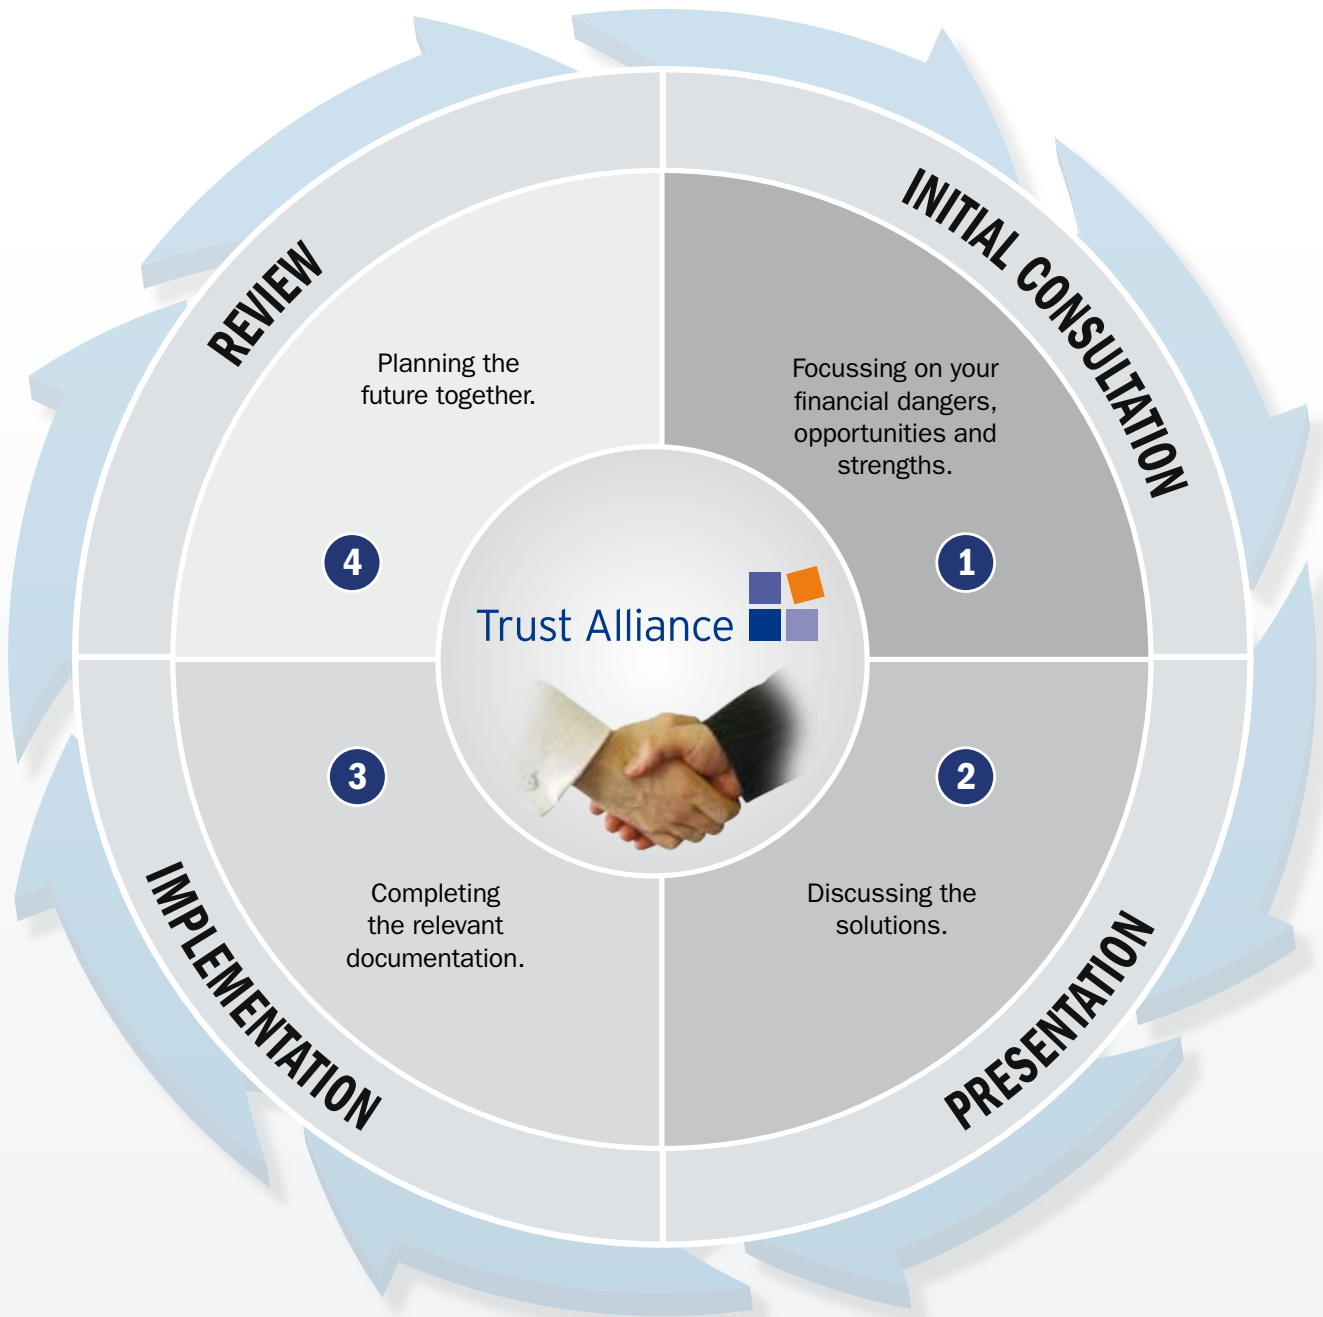 INITIAL CONSULTATION
Focussing on your
financial dangers,
opportunities and
strengths.
1
2
Discussing the
solutions.
PRESENTATION
3
Completing
the relevant
documentation.
IMPLEMENTATION
REVIEW
Planning the
future together.
4
Trust Alliance